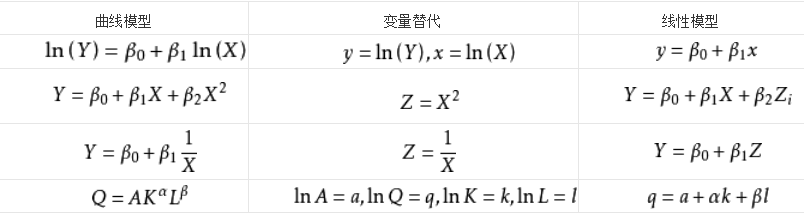 曲线模型 变量替代 线性模型
ln (Y) = β₀ + β₁ ln (X) y = ln (Y), x = ln (X) y = β₀ + β₁x
Y = β₀ + β₁X + β₂X² Z = X² Y = β₀ + β₁X + β₂Zᵢ
Y = β₀ + β₁ 1/X Z = 1/X Y = β₀ + β₁Z
Q = AKᵅLᵝ ln A = a, ln Q = q, ln K = k, ln L = l q = a + αk + βl